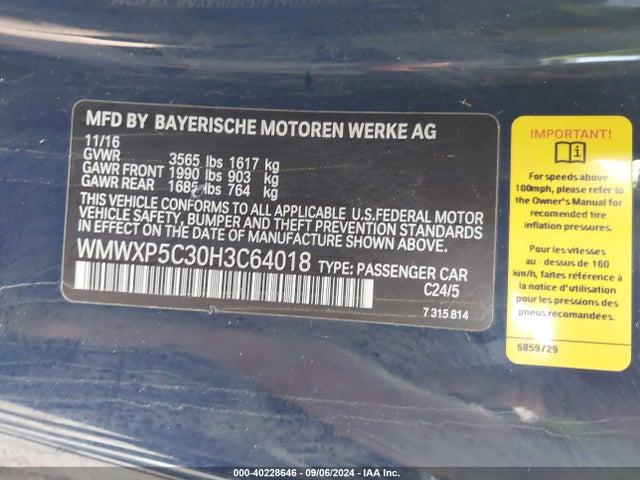 MFD BY BAYERISCHE MOTOREN WERKE AG
11/16
GVWR 3565 lbs 1617 kg
GAWR FRONT 1990 lbs 903 kg
GAWR REAR 1685 lbs 764 kg
THIS VEHICLE CONFORMS TO ALL APPLICABLE U.S.FEDERAL MOTOR
VEHICLE SAFETY, BUMPER AND THEFT PREVENTION STANDARDS
IN EFFECT ON THE DATE OF MANUFACTURE SHOWN ABOVE.
WMWXP5C30H3C64018 TYPE: PASSENGER CAR
C24/5
7 315 814
IMPORTANT!
For speeds above
100mph, please refer
to the Owner's Manual for
recomended tire
inflation pressures.
Au-dessus de 160
km/h, faites référence à
la notice d'utilisation
pour les pressions des
pneus recommandées.
6859729
000-40228646 - 09/06/2024 - IAA Inc.